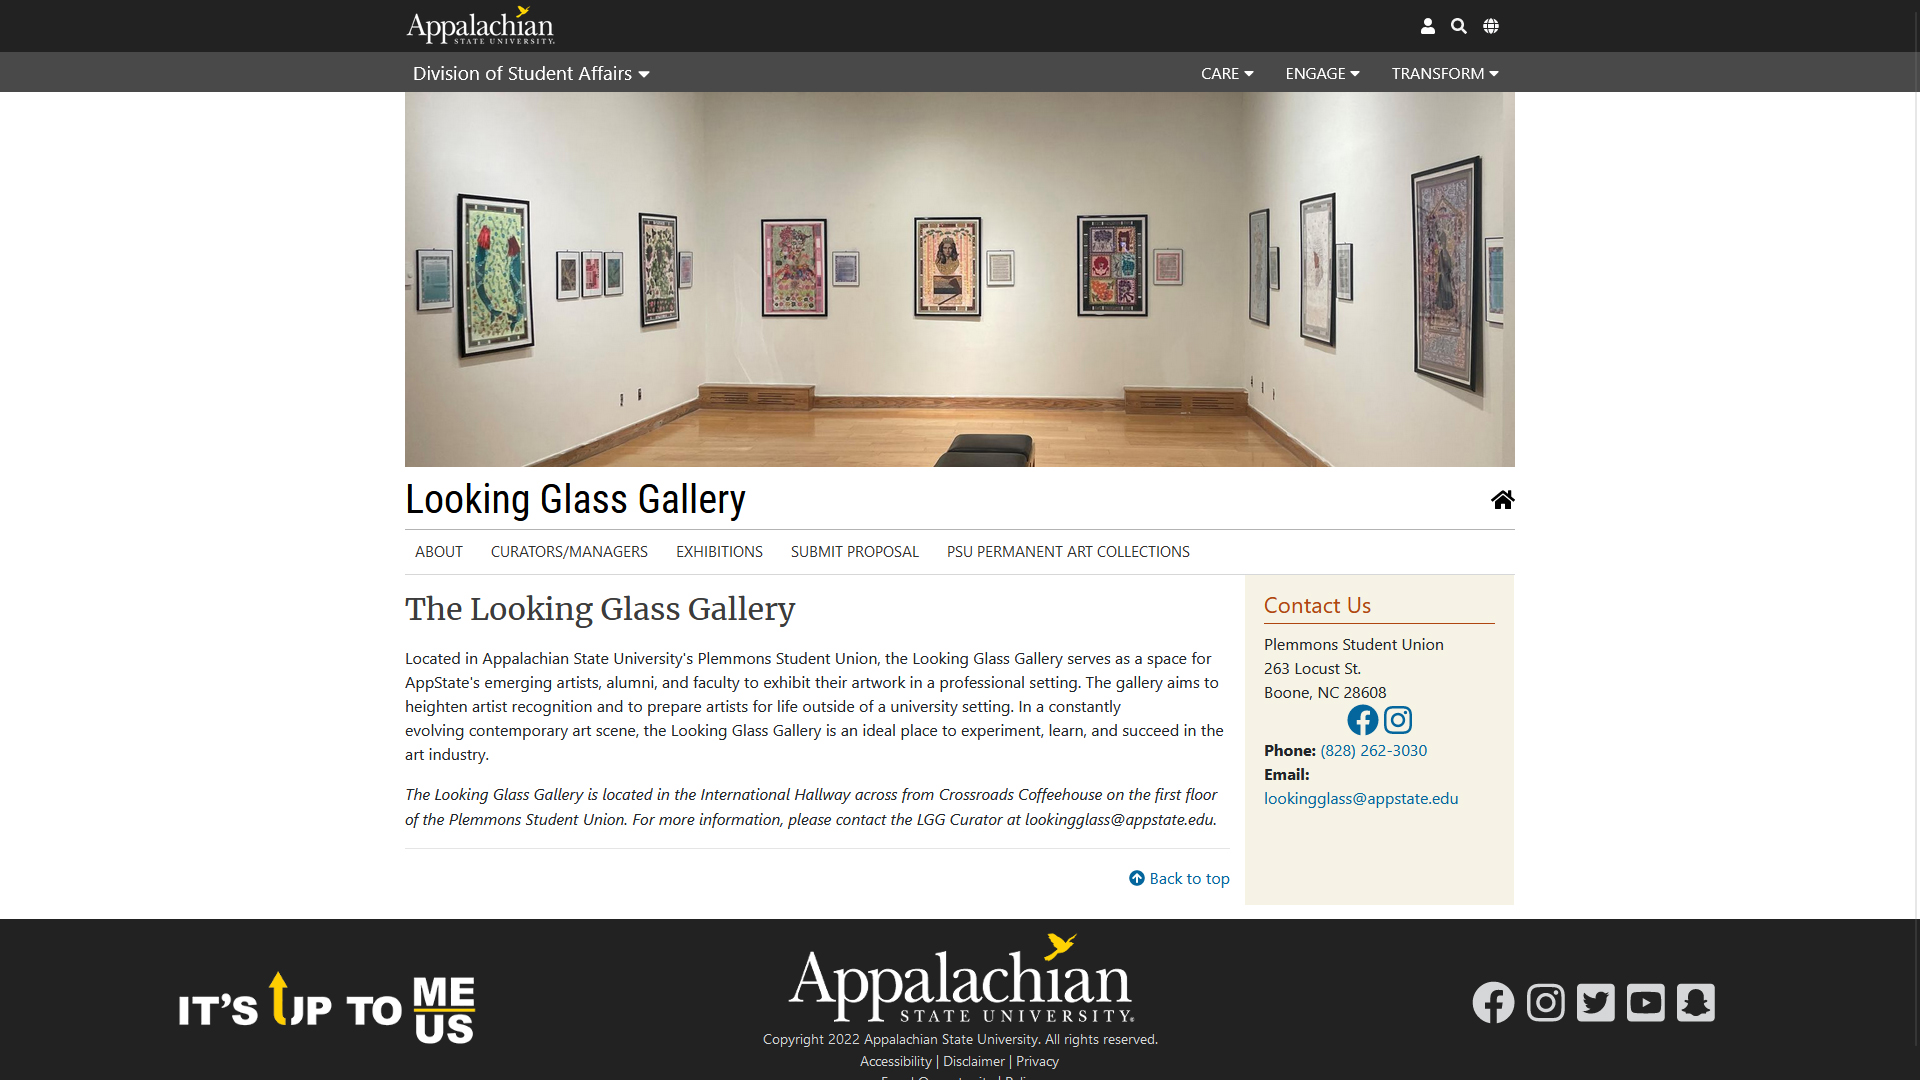 Appalachian
STATE UNIVERSITY.
Division of Student Affairs
CARE
ENGAGE
TRANSFORM
Looking Glass Gallery
ABOUT
CURATORS/MANAGERS
EXHIBITIONS
SUBMIT PROPOSAL
PSU PERMANENT ART COLLECTIONS
The Looking Glass Gallery
Located in Appalachian State University's Plemmons Student Union, the Looking Glass Gallery serves as a space for
AppState's emerging artists, alumni, and faculty to exhibit their artwork in a professional setting. The gallery aims to
heighten artist recognition and to prepare artists for life outside of a university setting. In a constantly
evolving contemporary art scene, the Looking Glass Gallery is an ideal place to experiment, learn, and succeed in the
art industry.
The Looking Glass Gallery is located in the International Hallway across from Crossroads Coffeehouse on the first floor
of the Plemmons Student Union. For more information, please contact the LGG Curator at lookingglass@appstate.edu.
Back to top
Contact Us
Plemmons Student Union
263 Locust St.
Boone, NC 28608
Phone: (828) 262-3030
Email:
lookingglass@appstate.edu
IT'S UP TO ME
US
Appalachian
STATE UNIVERSITY.
Copyright 2022 Appalachian State University. All rights reserved.
Accessibility | Disclaimer | Privacy